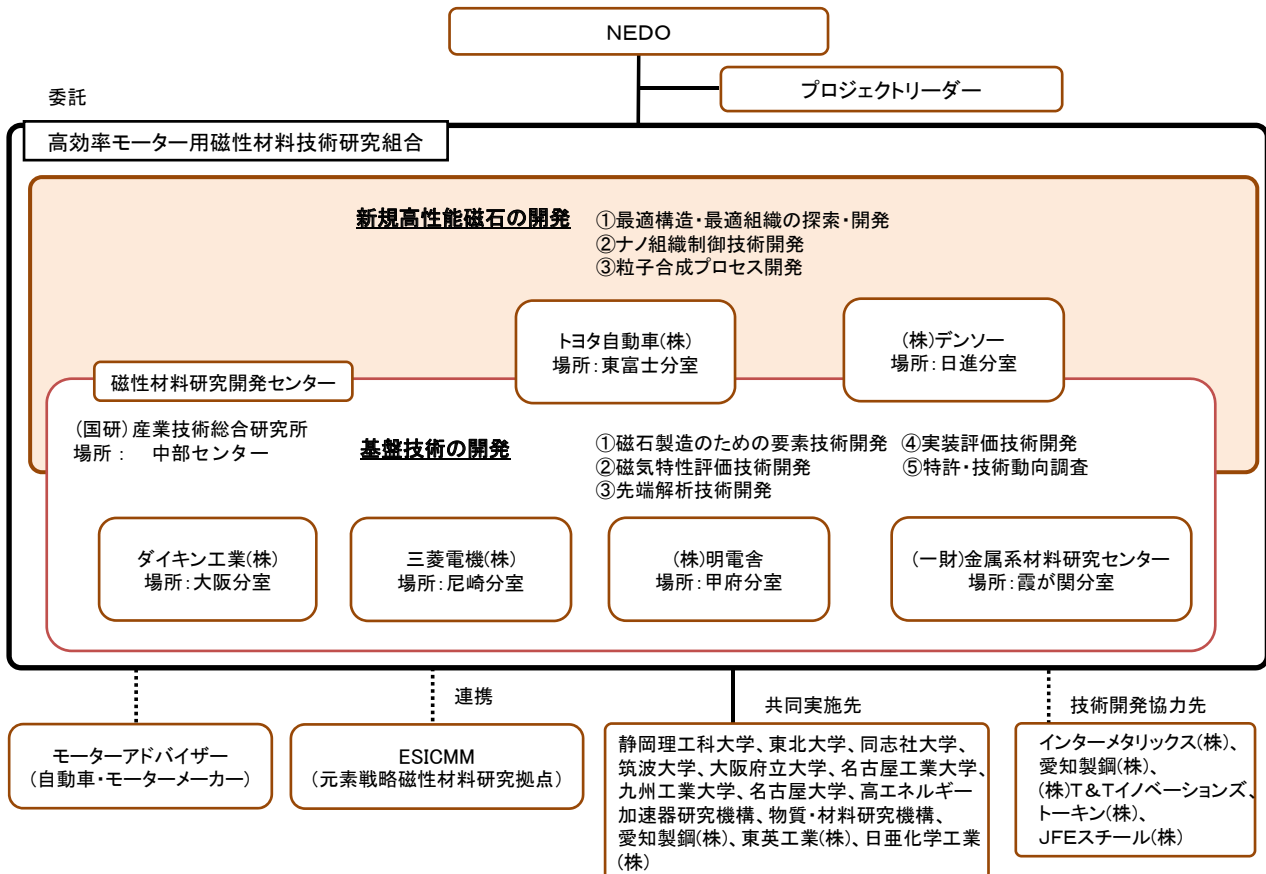 NEDO
プロジェクトリーダー
委託
高効率モーター用磁性材料技術研究組合
新規高性能磁石の開発
①最適構造・最適組織の探索・開発
②ナノ組織制御技術開発
③粒子合成プロセス開発
トヨタ自動車(株)
場所:東富士分室
(株)デンソー
場所:日進分室
磁性材料研究開発センター
(国研)産業技術総合研究所
場所: 中部センター
基盤技術の開発
①磁石製造のための要素技術開発
②磁気特性評価技術開発
③先端解析技術開発
④実装評価技術開発
⑤特許・技術動向調査
ダイキン工業(株)
場所:大阪分室
三菱電機(株)
場所:尼崎分室
(株)明電舎
場所:甲府分室
(一財)金属系材料研究センター
場所:霞が関分室
連携
共同実施先
技術開発協力先
モーターアドバイザー
(自動車・モーターメーカー)
ESICMM
(元素戦略磁性材料研究拠点)
静岡理工科大学、東北大学、同志社大学、
筑波大学、大阪府立大学、名古屋工業大学、
九州工業大学、名古屋大学、高エネルギー
加速器研究機構、物質・材料研究機構、
愛知製鋼(株)、東英工業(株)、日亜化学工業
(株)
インターメタリックス(株)、
愛知製鋼(株)、
(株)T&Tイノベーションズ、
トーキン(株)、
JFEスチール(株)